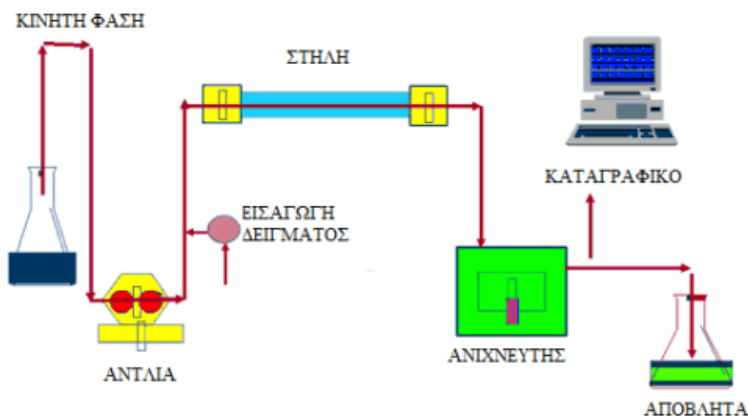 ΚΙΝΗΤΗ ΦΑΣΗ
ΣΤΗΛΗ
ΕΙΣΑΓΩΓΗ
ΔΕΙΓΜΑΤΟΣ
ΚΑΤΑΓΡΑΦΙΚΟ
ΑΝΤΛΙΑ
ΑΝΙΧΝΕΥΤΗΣ
ΑΠΟΒΛΗΤΑ